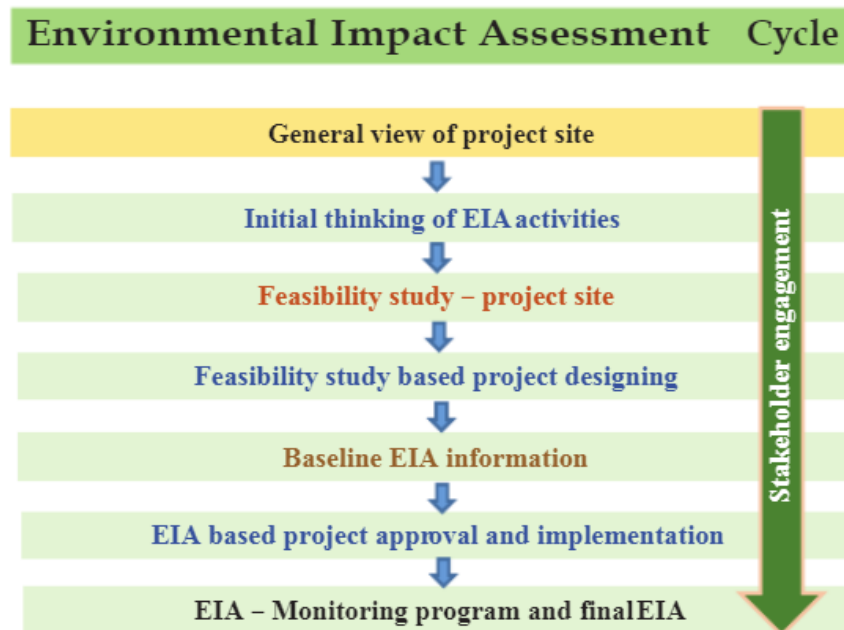 Environmental Impact Assessment Cycle
General view of project site
Initial thinking of EIA activities
Feasibility study – project site
Feasibility study based project designing
Baseline EIA information
EIA based project approval and implementation
EIA – Monitoring program and final EIA
Stakeholder engagement